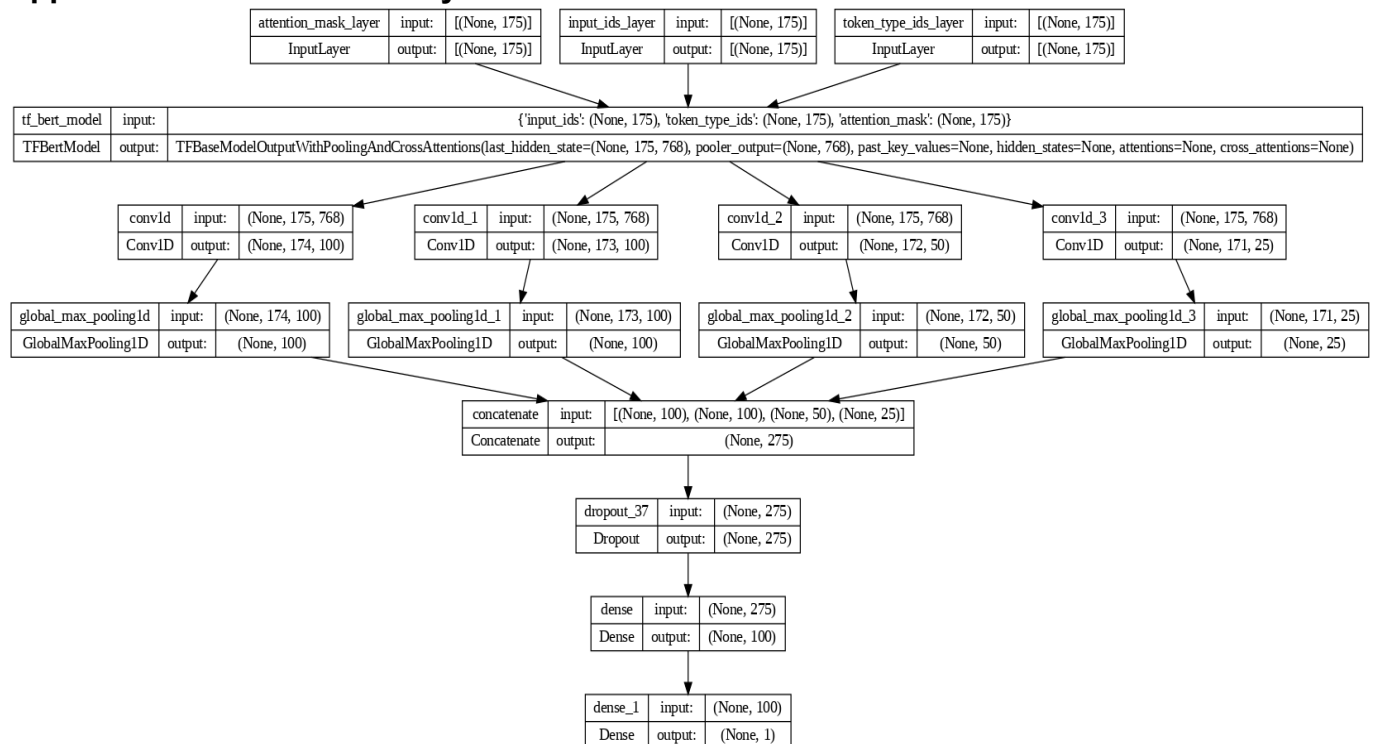 attention_mask_layer input: [(None, 175)]
InputLayer output: [(None, 175)]
input_ids_layer input: [(None, 175)]
InputLayer output: [(None, 175)]
token_type_ids_layer input: [(None, 175)]
InputLayer output: [(None, 175)]
tf_bert_model input: {'input_ids': (None, 175), 'token_type_ids': (None, 175), 'attention_mask': (None, 175)}
TFBertModel output: TFBaseModelOutputWithPoolingAndCrossAttentions(last_hidden_state=(None, 175, 768), pooler_output=(None, 768), past_key_values=None, hidden_states=None, attentions=None, cross_attentions=None)
conv1d input: (None, 175, 768)
Conv1D output: (None, 174, 100)
conv1d_1 input: (None, 175, 768)
Conv1D output: (None, 173, 100)
conv1d_2 input: (None, 175, 768)
Conv1D output: (None, 172, 50)
conv1d_3 input: (None, 175, 768)
Conv1D output: (None, 171, 25)
global_max_pooling1d input: (None, 174, 100)
GlobalMaxPooling1D output: (None, 100)
global_max_pooling1d_1 input: (None, 173, 100)
GlobalMaxPooling1D output: (None, 100)
global_max_pooling1d_2 input: (None, 172, 50)
GlobalMaxPooling1D output: (None, 50)
global_max_pooling1d_3 input: (None, 171, 25)
GlobalMaxPooling1D output: (None, 25)
concatenate input: [(None, 100), (None, 100), (None, 50), (None, 25)]
Concatenate output: (None, 275)
dropout_37 input: (None, 275)
Dropout output: (None, 275)
dense input: (None, 275)
Dense output: (None, 100)
dense_1 input: (None, 100)
Dense output: (None, 1)